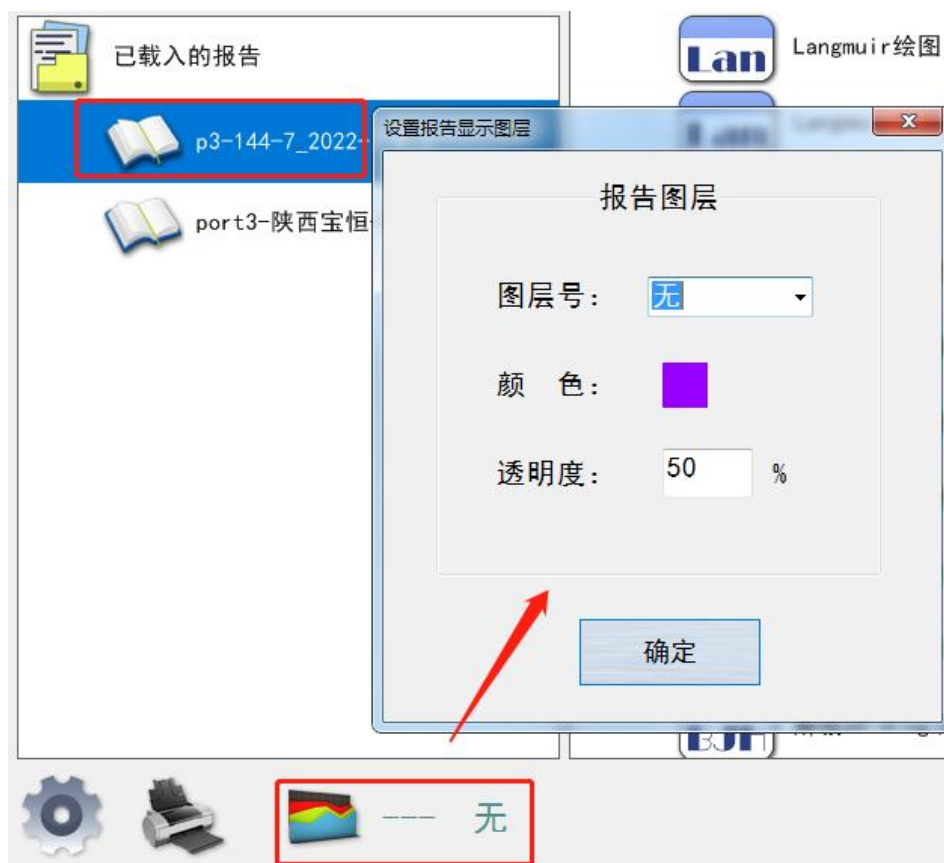 已载入的报告
Lan
Langmuir绘图
p3-144-7_2022-
设置报告显示图层
x
port3-陕西宝恒
报告图层
图层号：
无
颜 色：
透明度：
50
%
确定
BJH
---
无